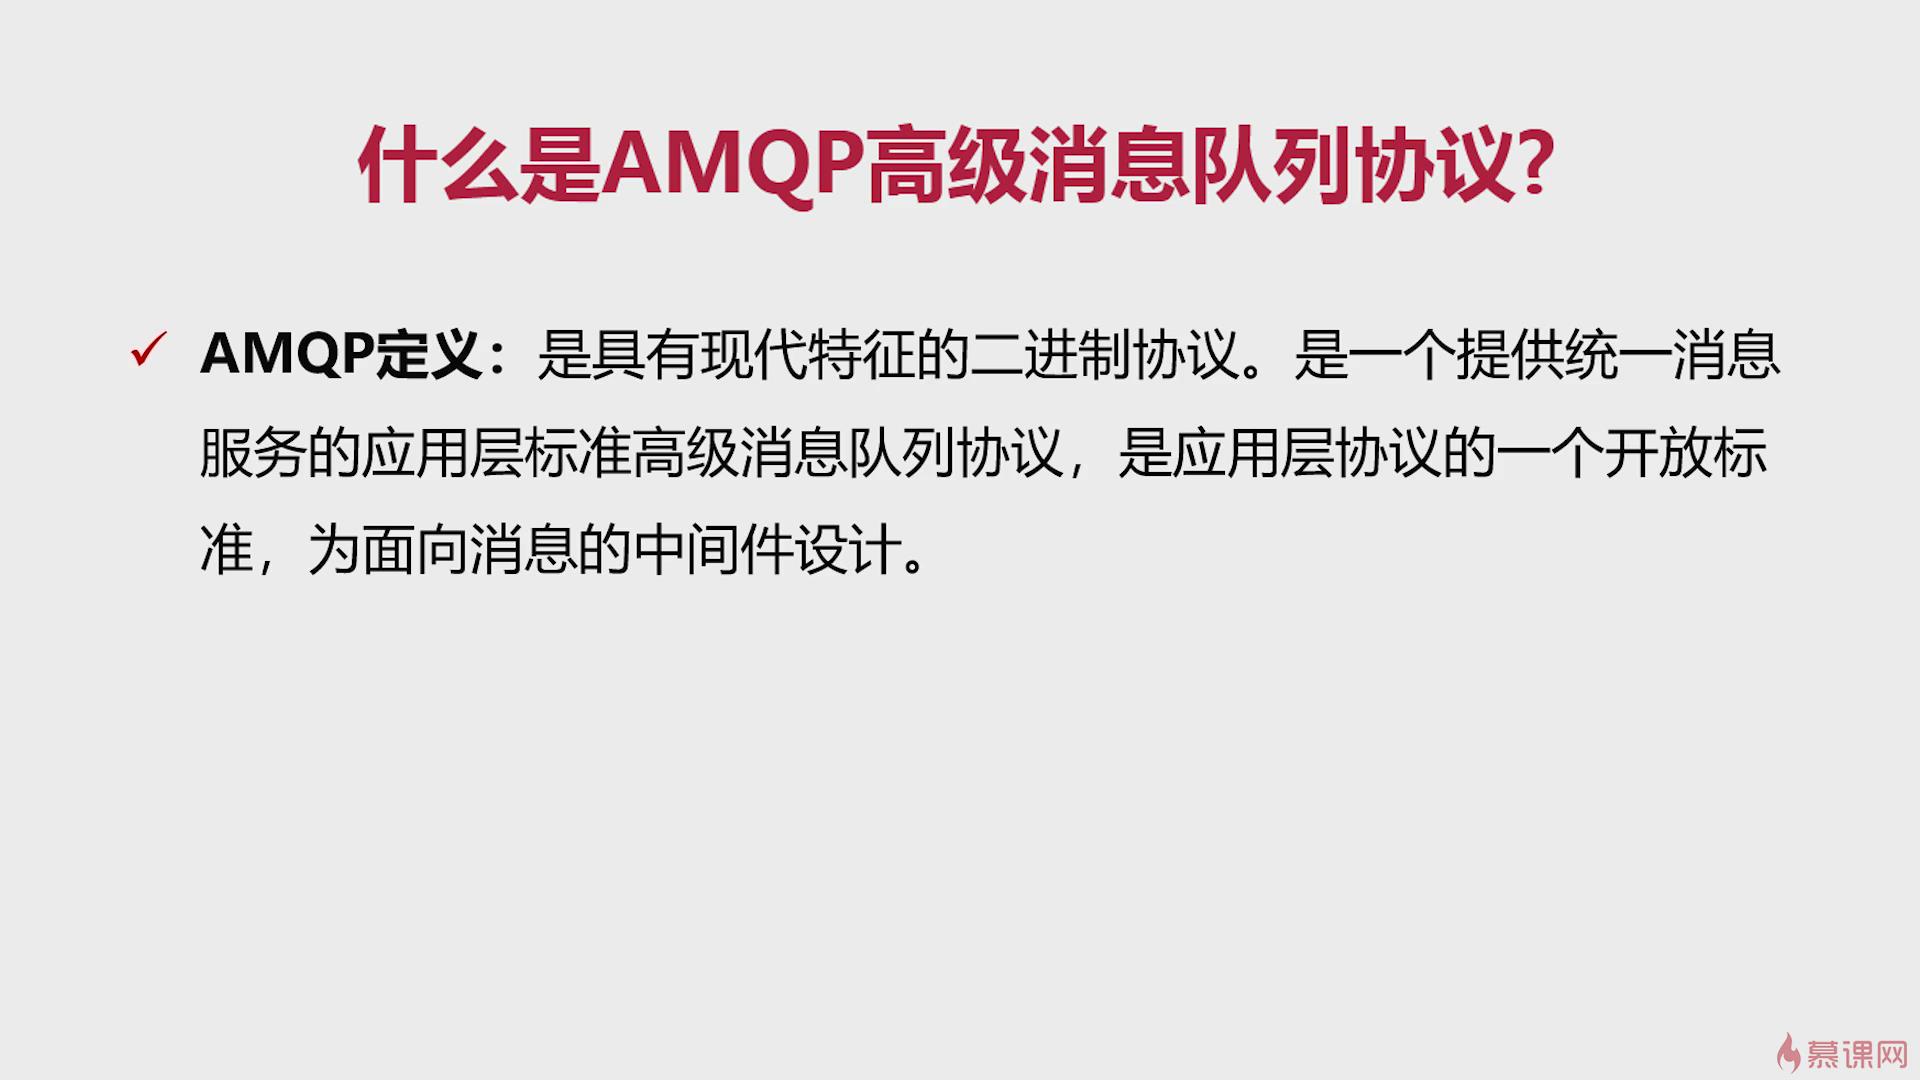 什么是AMQP高级消息队列协议?
✓ AMQP定义：是具有现代特征的二进制协议。是一个提供统一消息
服务的应用层标准高级消息队列协议，是应用层协议的一个开放标
准，为面向消息的中间件设计。
慕课网